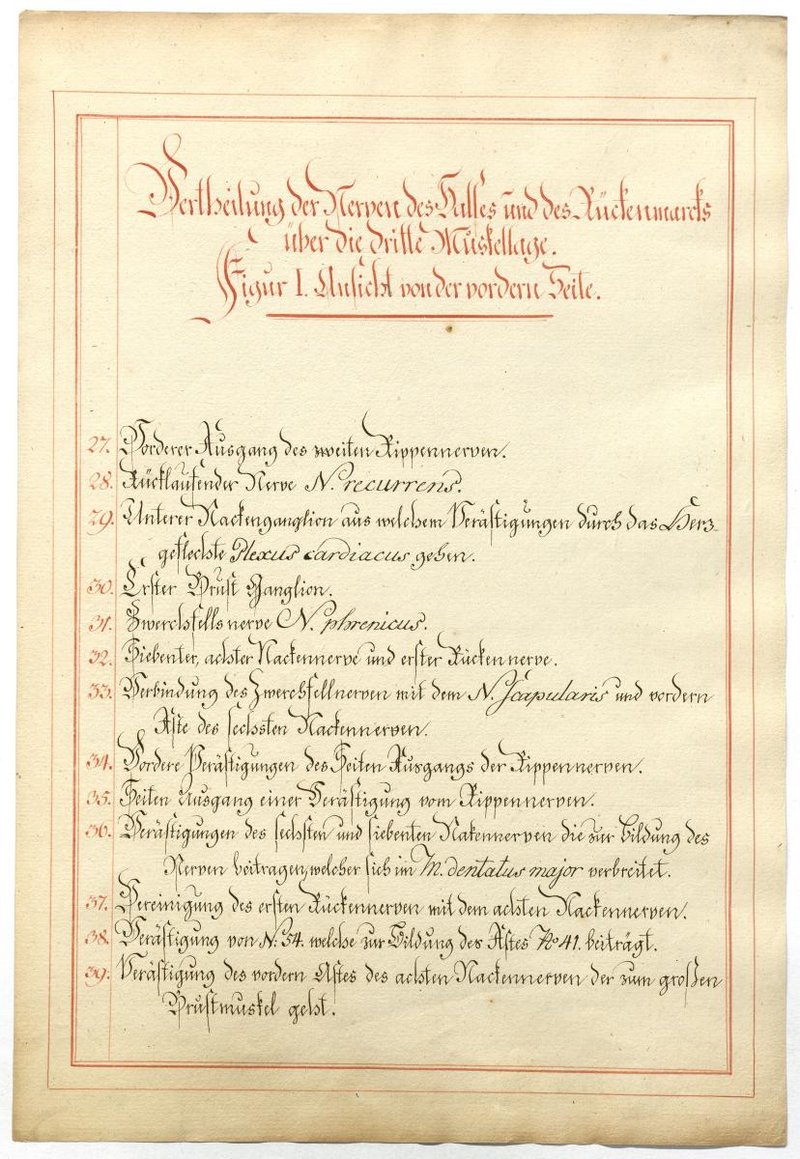 Vertheilung der Nerven des Halses und des Rückenmarcks
über die dritte Muskellage.
Figur I. Ansicht von der vordern Seite.
27. Vorderer Ausgang des zweiten Rippennerven.
28. Rücklaufender Nerve N. recurrens.
29. Unterer Nackenganglion aus welchem Verästigungen durch das Herz-
geflechte Plexus cardiacus gehen.
30. Erster Brust Ganglion.
31. Zwerchfells nerve N. phrenicus.
32. Siebenter, achter Nackennerve und erster Rückennerve.
33. Verbindung des Zwerchfellnerven mit dem N. Scapularis und vordern
Aste des sechsten Nackennerven.
34. Vordere Verästigungen des Seiten Ausgangs der Rippennerven.
35. Seiten Ausgang einer Verästigung vom Rippennerven.
36. Verästigungen des sechsten und siebenten Nakennerven die zur Bildung des
Nerven beitragen, welcher sich im M. dentatus major verbreitet.
37. Vereinigung des ersten Rückennerven mit dem achten Nackennerven.
38. Verästigung von N: 54. welche zur Bildung des Astes No 41. beiträgt.
39. Verästigung des vordern Astes des achten Nackennerven der zum großen
Brustmuskel geht.